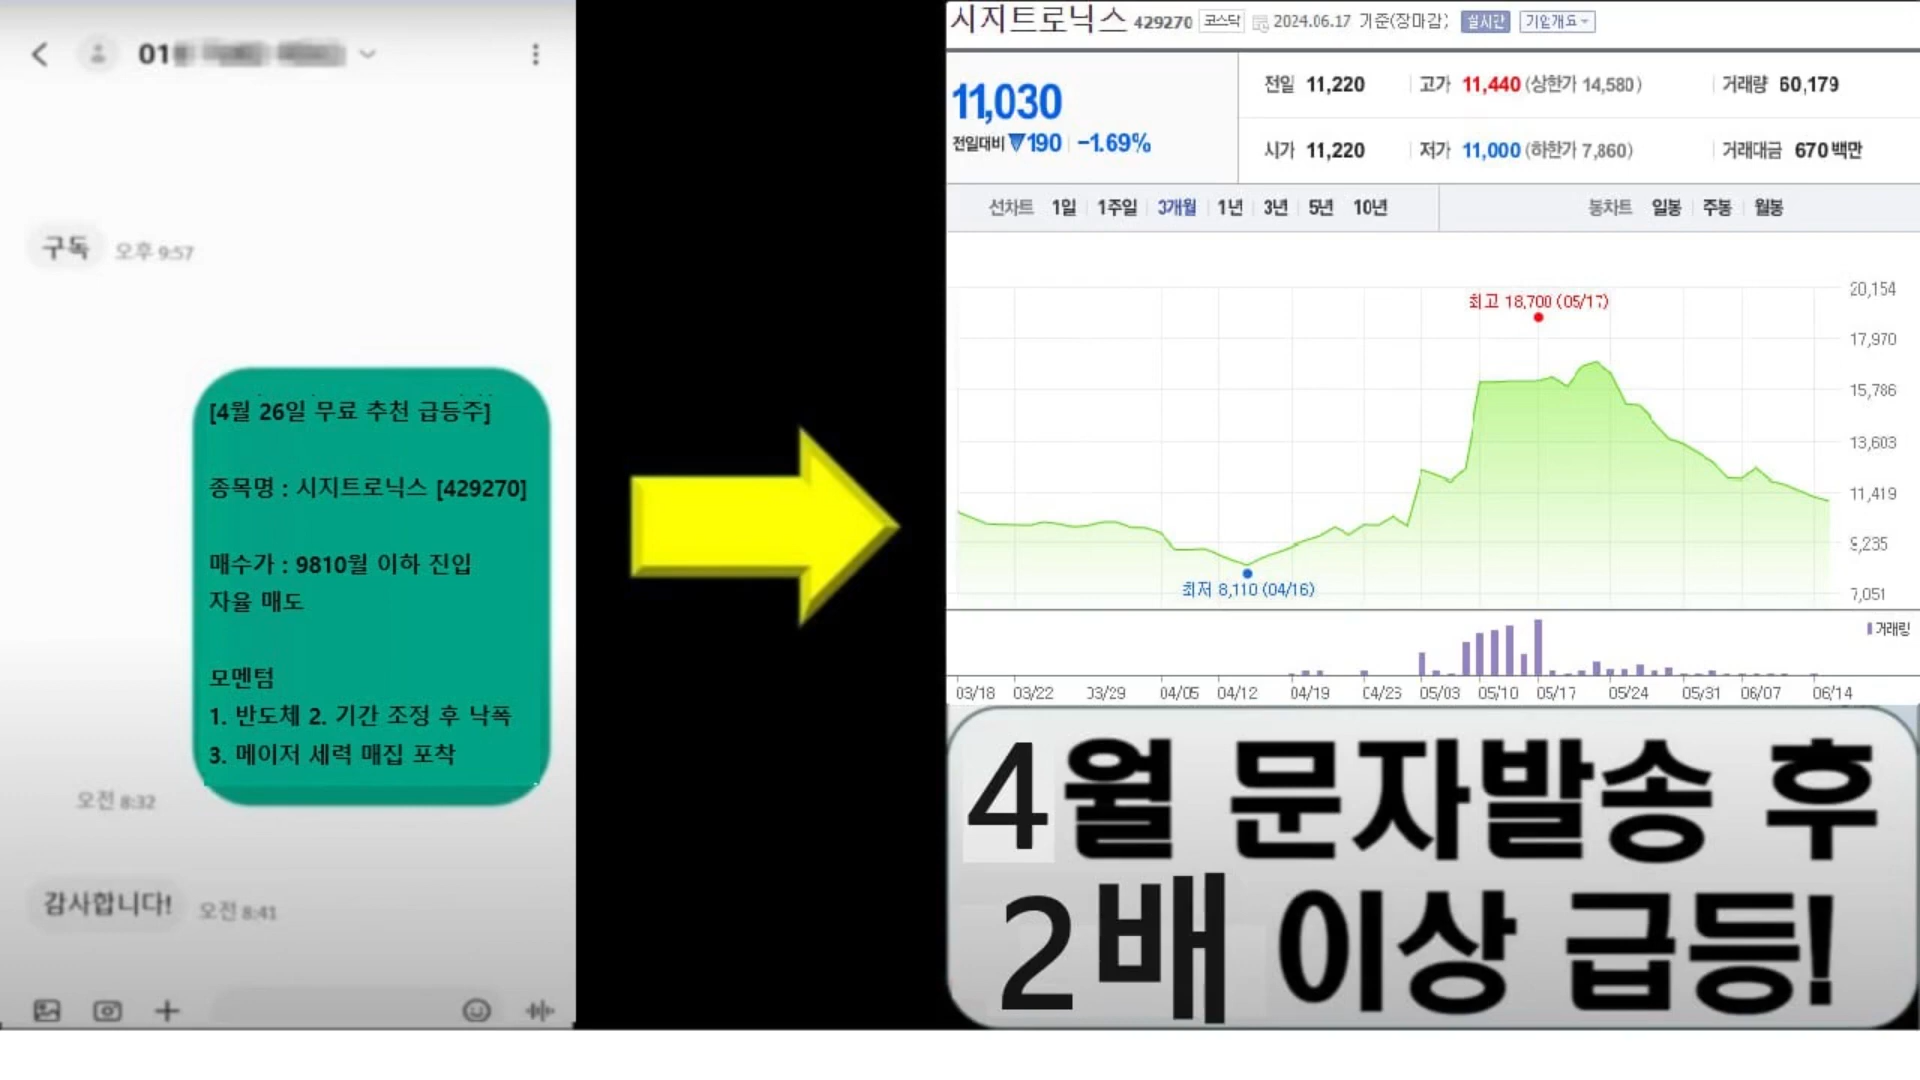 01
구독 오후 9:57
[4월 26일 무료 추천 급등주]
종목명 : 시지트로닉스 [429270]
매수가 : 9810월 이하 진입
자율 매도
모멘텀
1. 반도체 2. 기간 조정 후 낙폭
3. 메이저 세력 매집 포착
오전 8:32
감사합니다! 오전 8:41
시지트로닉스 429270 코스닥 2024.06.17 기준(장마감) 실시간 기업개요
11,030
전일대비 ▼190 -1.69%
전일 11,220 고가 11,440 (상한가 14,580) 거래량 60,179
시가 11,220 저가 11,000 (하한가 7,860) 거래대금 670 백만
선차트 1일 1주일 3개월 1년 3년 5년 10년 봉차트 일봉 주봉 월봉
최고 18,700 (05/17)
최저 8,110 (04/16)
20,154
17,970
15,786
13,603
11,419
9,235
7,051
거래량
03/18 03/22 03/29 04/05 04/12 04/19 04/26 05/03 05/10 05/17 05/24 05/31 06/07 06/14
4월 문자발송 후
2배 이상 급등!